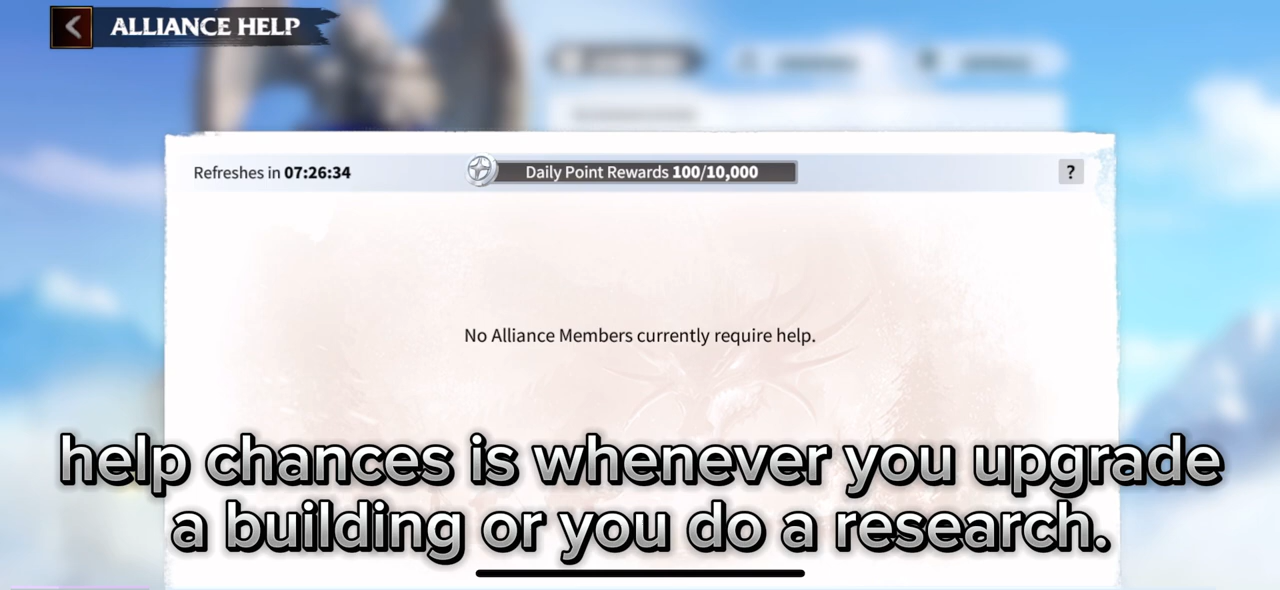 ALLIANCE HELP
Refreshes in 07:26:34
Daily Point Rewards 100/10,000
?
No Alliance Members currently require help.
help chances is whenever you upgrade
a building or you do a research.